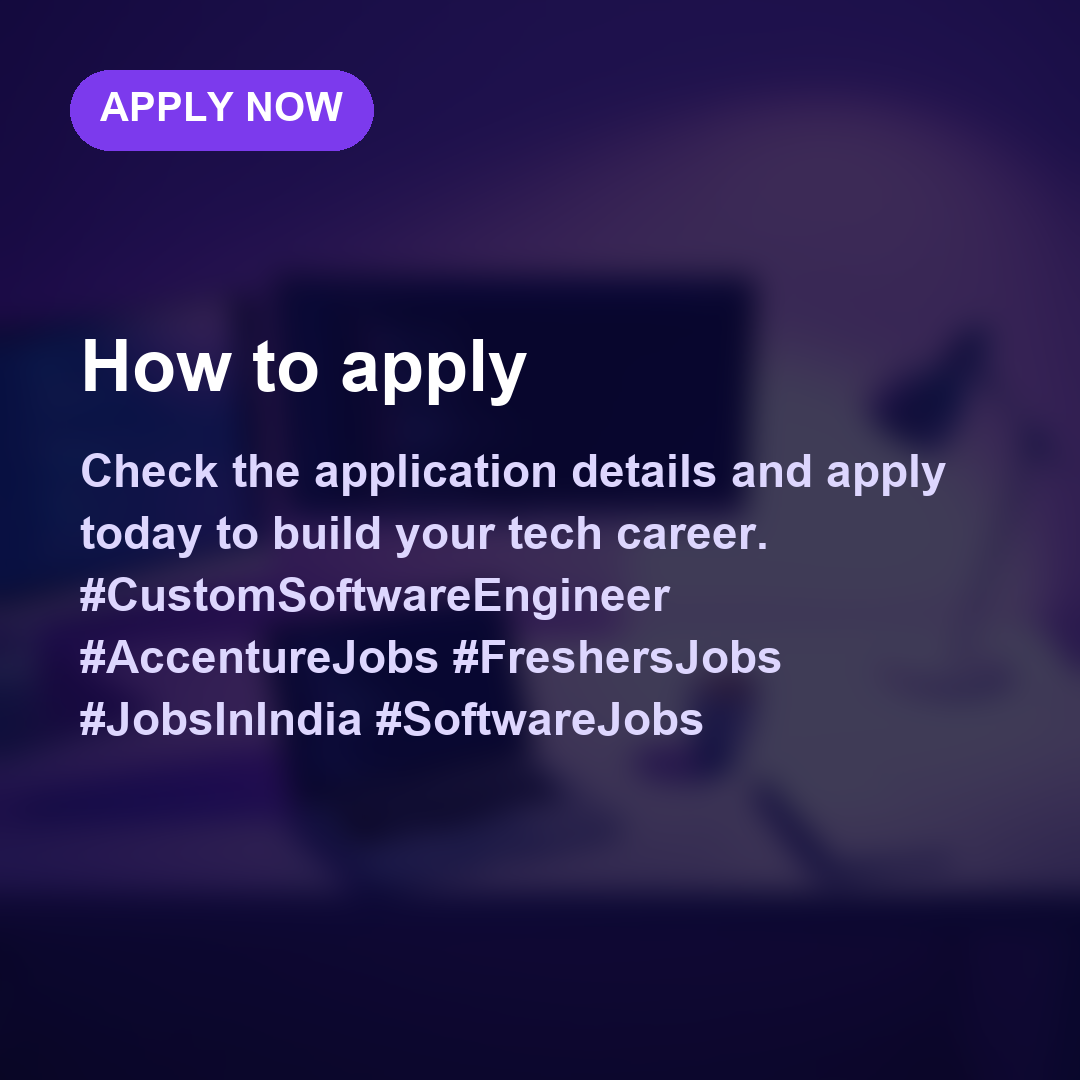 APPLY NOW
How to apply
Check the application details and apply
today to build your tech career.
#CustomSoftwareEngineer
#AccentureJobs #FreshersJobs
#JobsInIndia #SoftwareJobs